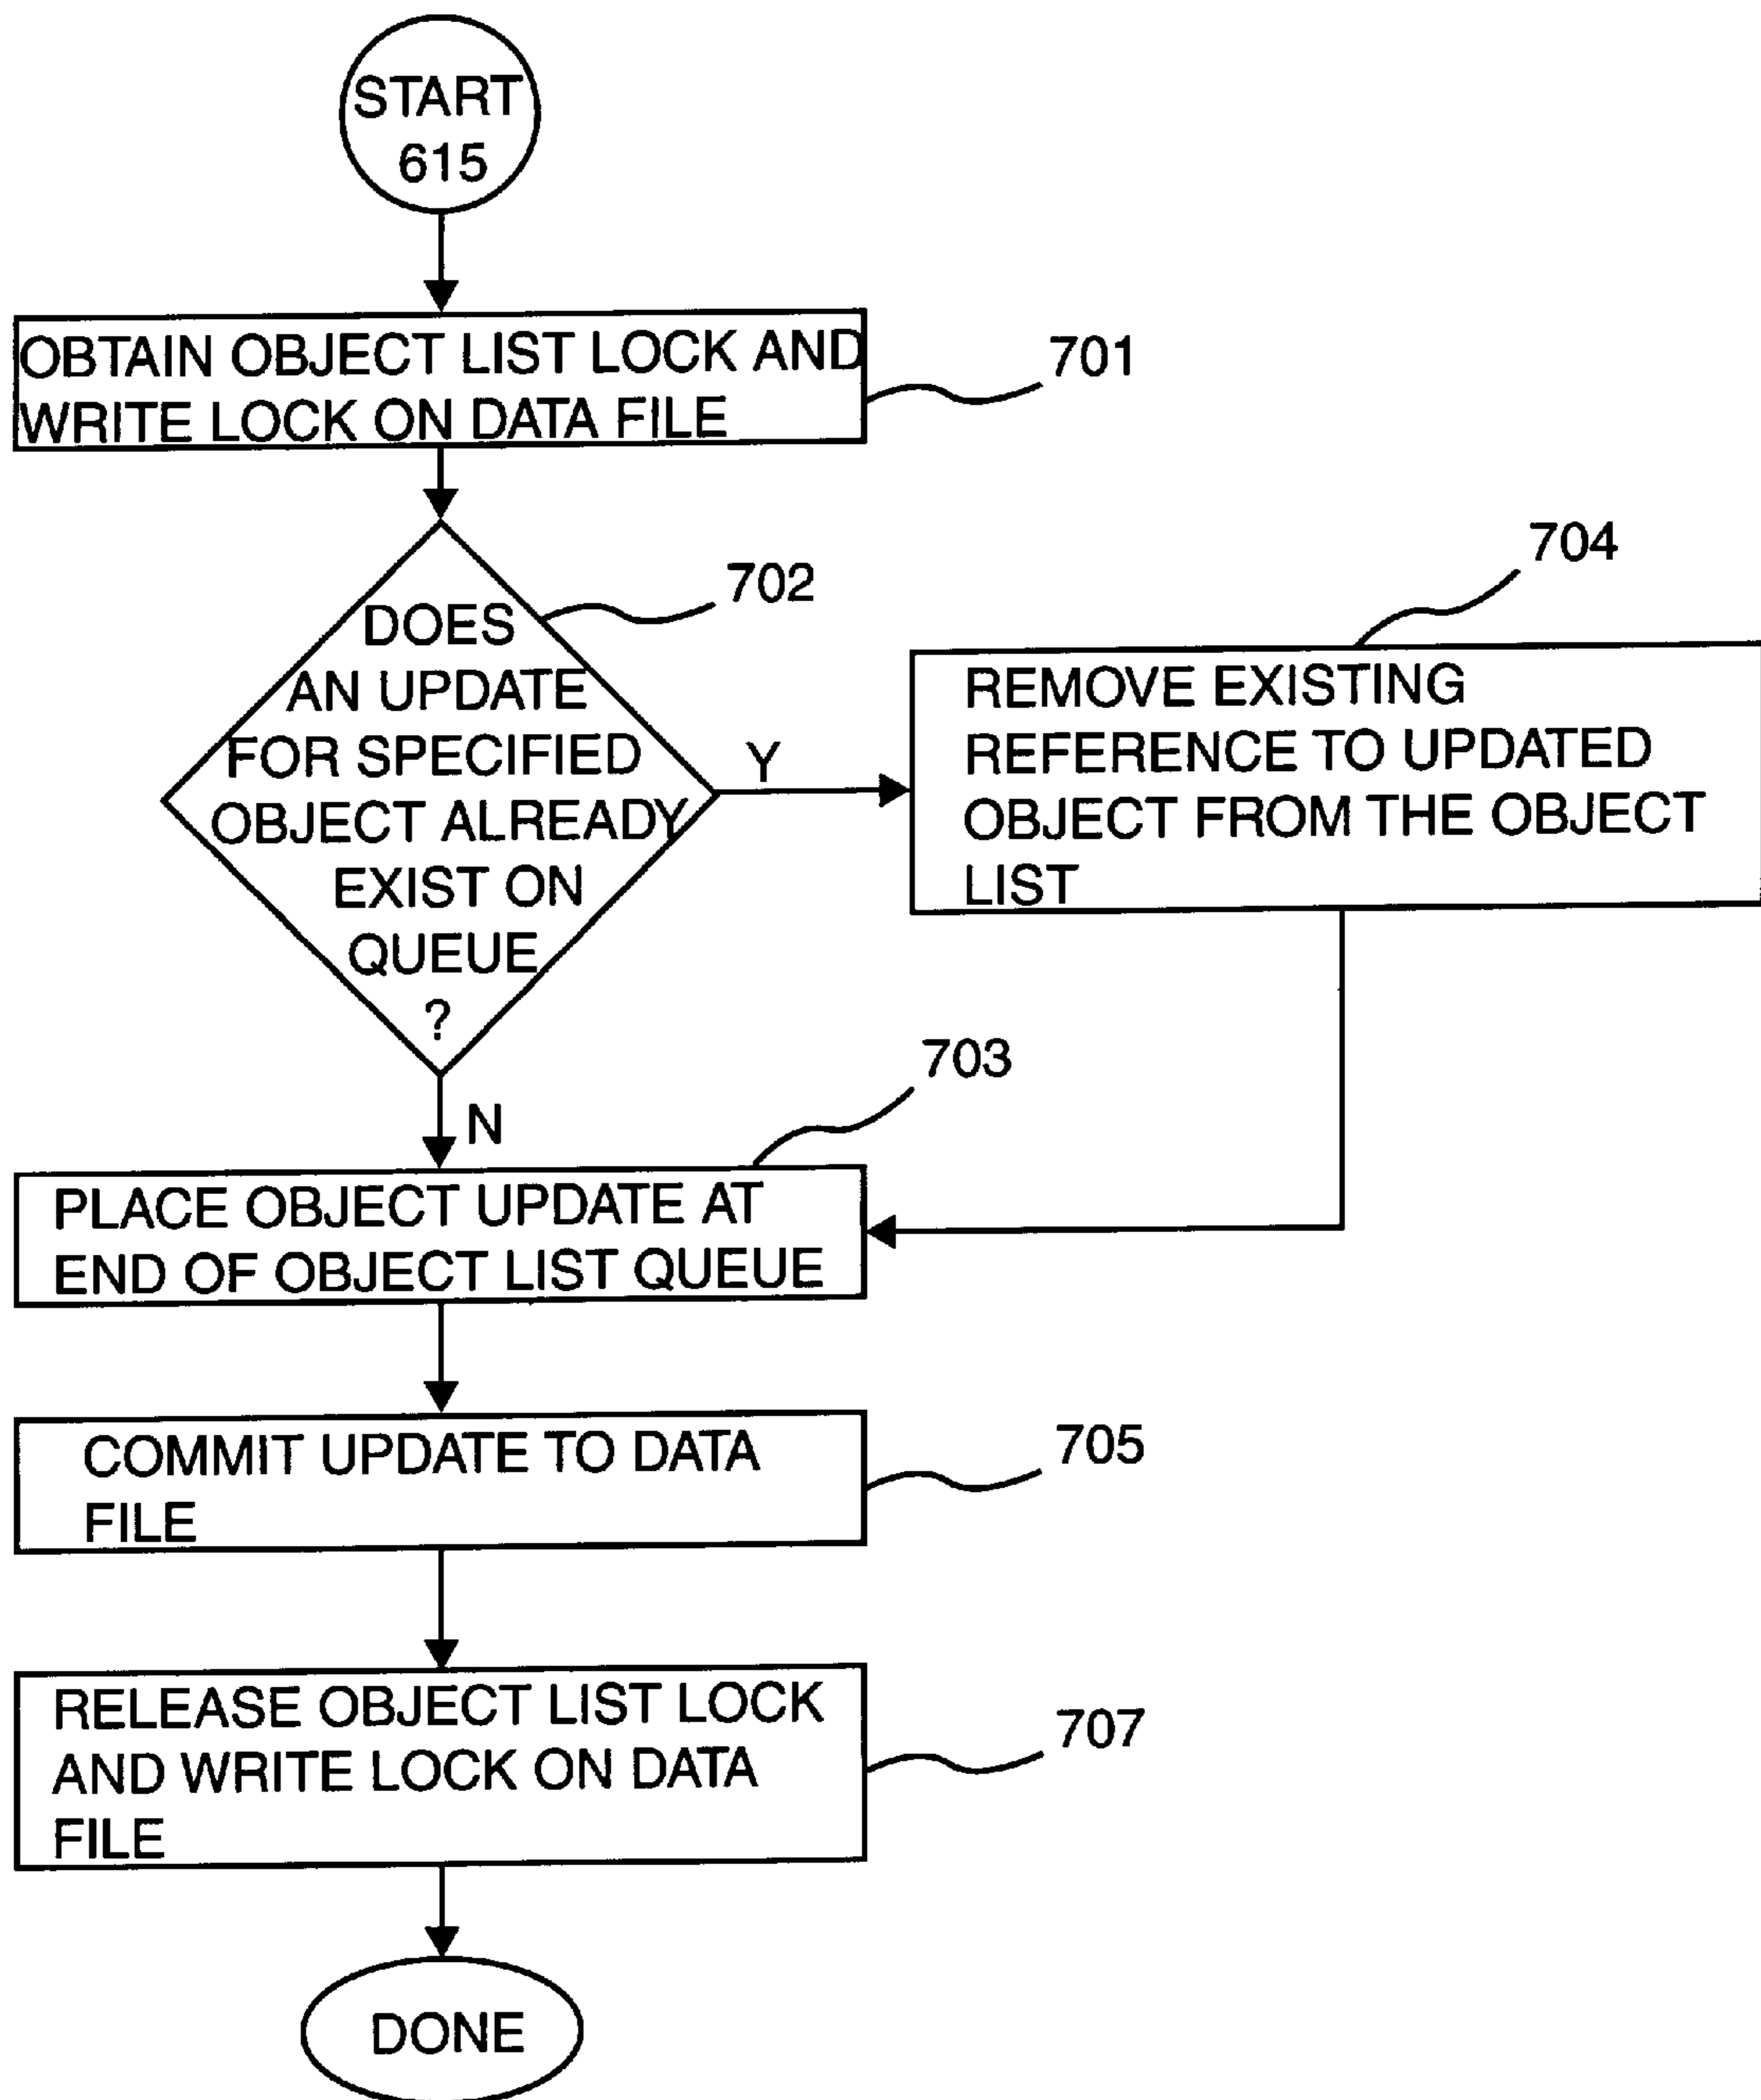 START
615
OBTAIN OBJECT LIST LOCK AND
WRITE LOCK ON DATA FILE
701
DOES
AN UPDATE
FOR SPECIFIED
OBJECT ALREADY
EXIST ON
QUEUE
?
702
Y
704
REMOVE EXISTING
REFERENCE TO UPDATED
OBJECT FROM THE OBJECT
LIST
N
703
PLACE OBJECT UPDATE AT
END OF OBJECT LIST QUEUE
COMMIT UPDATE TO DATA
FILE
705
RELEASE OBJECT LIST LOCK
AND WRITE LOCK ON DATA
FILE
707
DONE